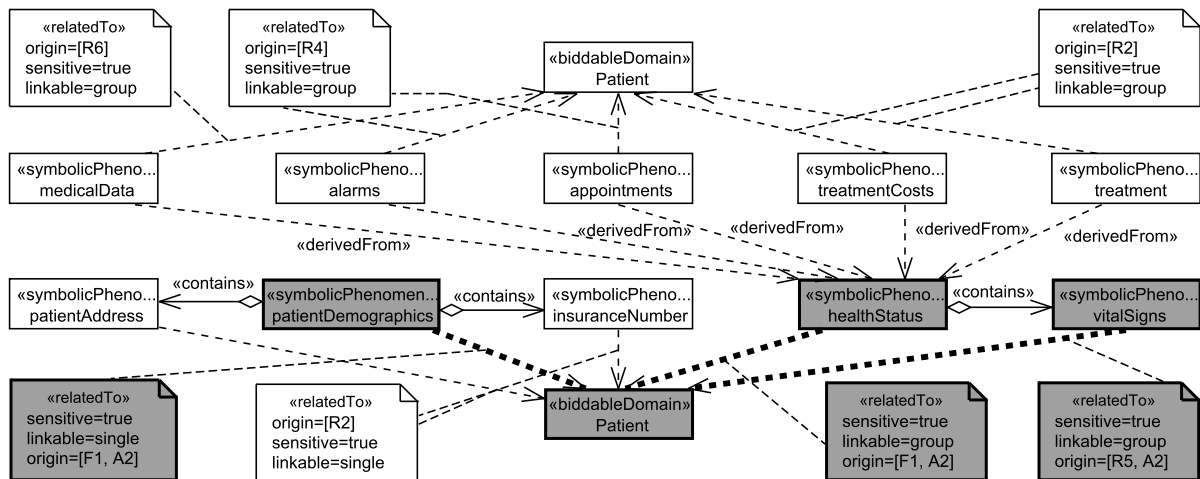 «relatedTo»
origin=[R6]
sensitive=true
linkable=group
«relatedTo»
origin=[R4]
sensitive=true
linkable=group
«biddableDomain»
Patient
«relatedTo»
origin=[R2]
sensitive=true
linkable=group
«symbolicPheno...
medicalData
«symbolicPheno...
alarms
«symbolicPheno...
appointments
«symbolicPheno...
treatmentCosts
«symbolicPheno...
treatment
«derivedFrom»
«derivedFrom»
«derivedFrom»
«derivedFrom»
«derivedFrom»
«symbolicPheno...
patientAddress
«contains»
«symbolicPhenomen...
patientDemographics
«contains»
«symbolicPheno...
insuranceNumber
«symbolicPheno...
healthStatus
«contains»
«symbolicPheno...
vitalSigns
«relatedTo»
sensitive=true
linkable=single
origin=[F1, A2]
«relatedTo»
origin=[R2]
sensitive=true
linkable=single
«biddableDomain»
Patient
«relatedTo»
sensitive=true
linkable=group
origin=[F1, A2]
«relatedTo»
sensitive=true
linkable=group
origin=[R5, A2]